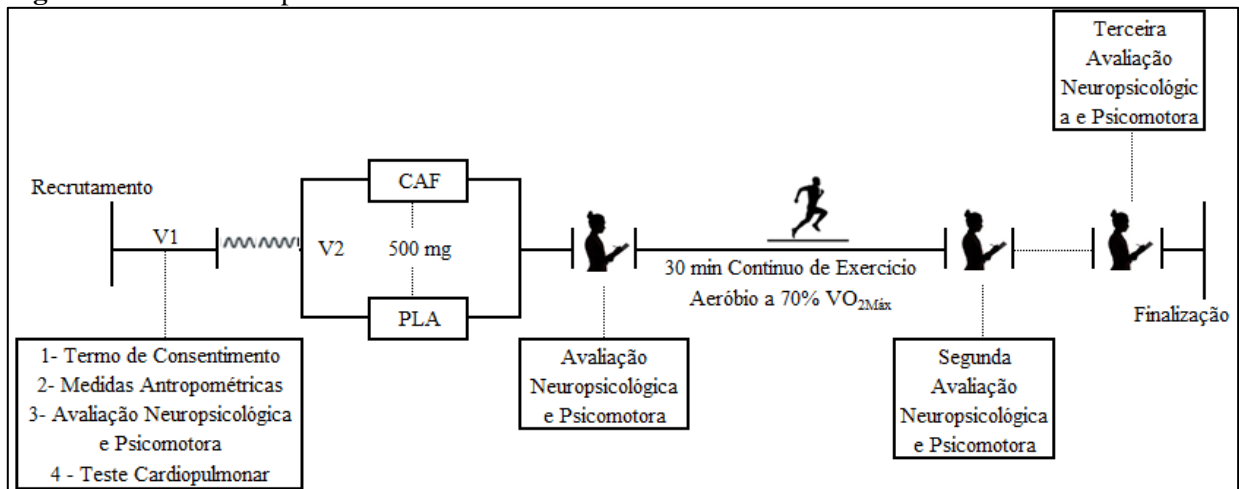 Terceira
Avaliação
Neuropsicológic
a e Psicomotora
Recrutamento
V1
V2
CAF
500 mg
PLA
30 min Continuo de Exercício
Aeróbio a 70% VO2Máx
Finalização
1- Termo de Consentimento
2- Medidas Antropométricas
3- Avaliação Neuropsicológica
e Psicomotora
4 - Teste Cardiopulmonar
Avaliação
Neuropsicológica
e Psicomotora
Segunda
Avaliação
Neuropsicológica
e Psicomotora